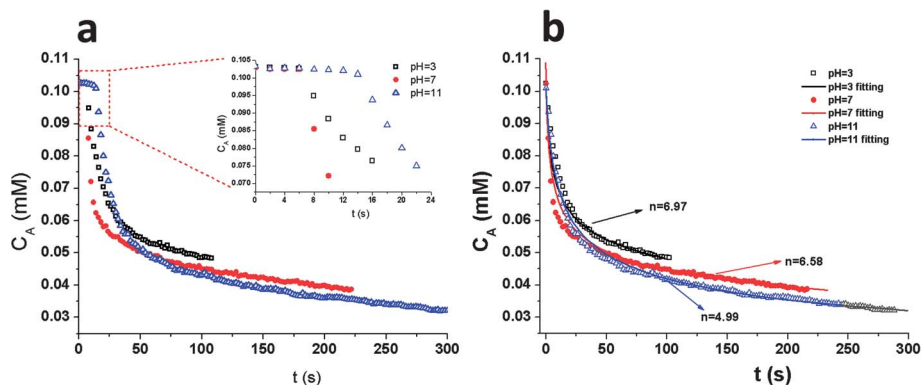 a
C_A (mM)
0.11
0.10
0.09
0.08
0.07
0.06
0.05
0.04
0.03
0
50
100
150
200
250
300
t (s)
C_A (mM)
0.105
0.100
0.095
0.090
0.085
0.080
0.075
0.070
0 2 4 6 8 10 12 14 16 18 20 22 24
t (s)
pH=3
pH=7
pH=11
b
C_A (mM)
0.11
0.10
0.09
0.08
0.07
0.06
0.05
0.04
0.03
0
50
100
150
200
250
300
t (s)
pH=3
pH=3 fitting
pH=7
pH=7 fitting
pH=11
pH=11 fitting
n=6.97
n=6.58
n=4.99